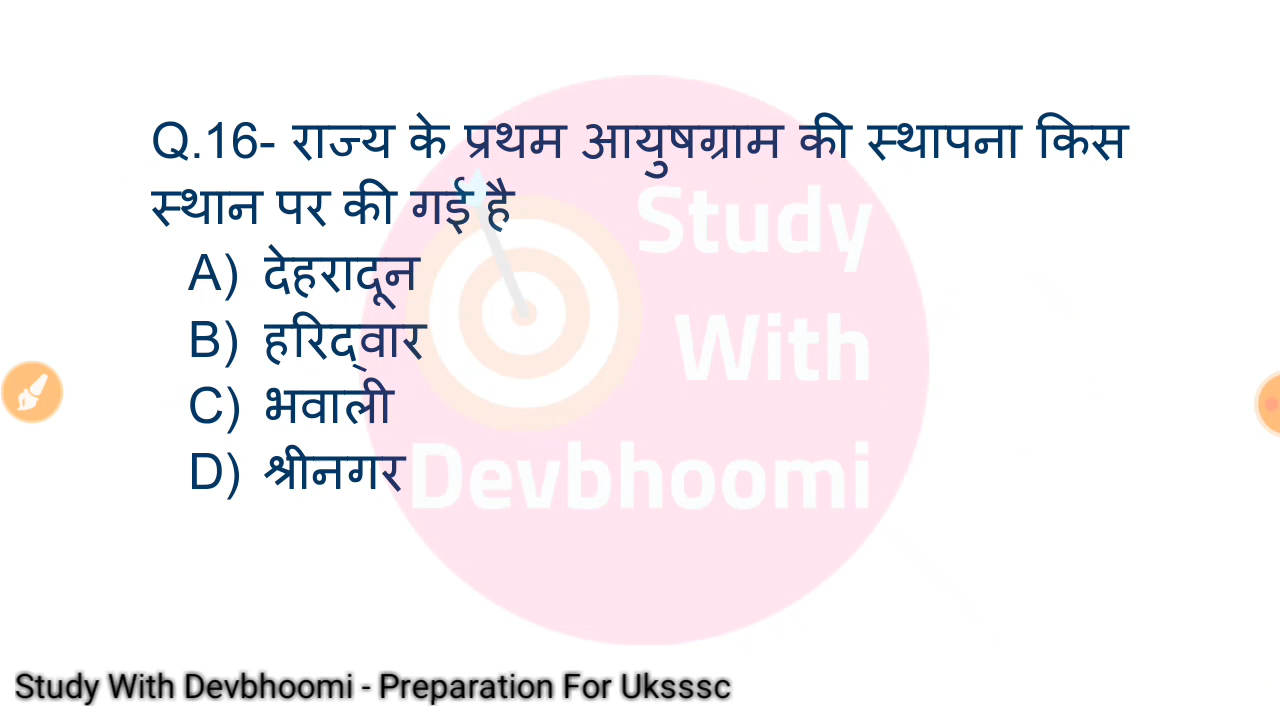 Q.16- राज्य के प्रथम आयुषग्राम की स्थापना किस
स्थान पर की गई है
A) देहरादून
B) हरिद्वार
C) भवाली
D) श्रीनगर
Study
With
Devbhoomi
Study With Devbhoomi - Preparation For Uksssc